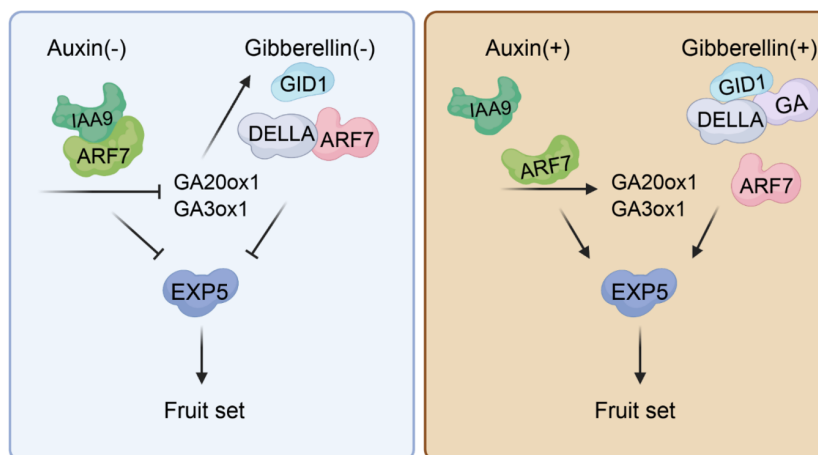 Auxin(-)
Gibberellin(-)
GID1
IAA9
ARF7
DELLA
ARF7
GA20ox1
GA3ox1
EXP5
Fruit set
Auxin(+)
Gibberellin(+)
IAA9
GID1
GA
DELLA
ARF7
GA20ox1
GA3ox1
ARF7
EXP5
Fruit set